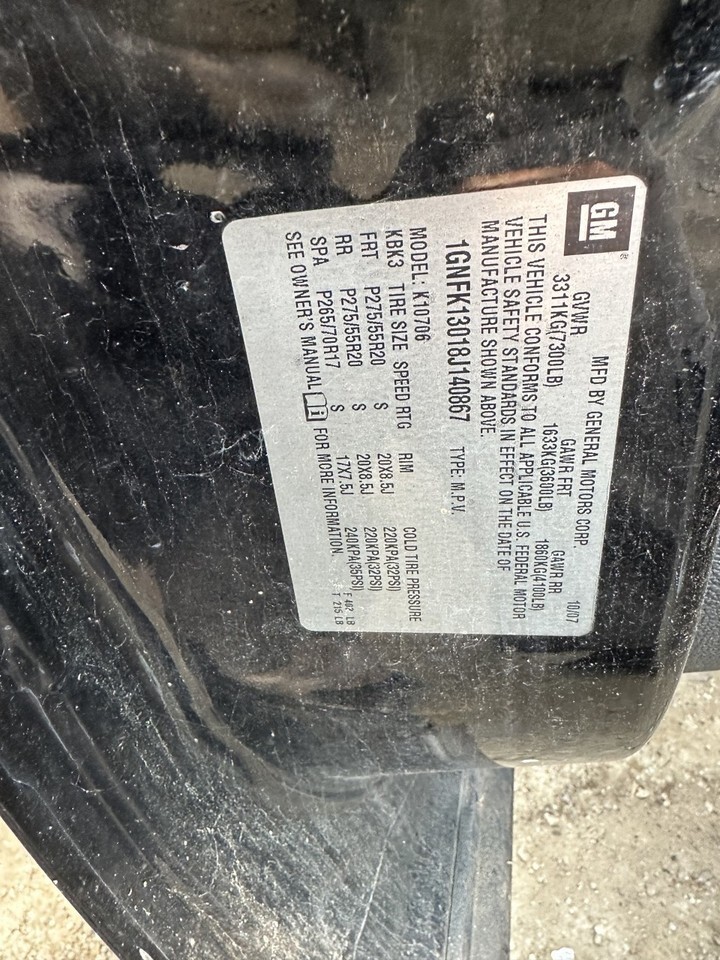 GM
MFD BY GENERAL MOTORS CORP. 10/07
GVWR GAWR FRT GAWR RR
3311KG(7300LB) 1633KG(3600LB) 1860KG(4100LB)
THIS VEHICLE CONFORMS TO ALL APPLICABLE U.S. FEDERAL MOTOR
VEHICLE SAFETY STANDARDS IN EFFECT ON THE DATE OF
MANUFACTURE SHOWN ABOVE.
1GNFK13018J140867 TYPE: M.P.V.
MODEL: K10706
KBK3 TIRE SIZE SPEED RTG RIM COLD TIRE PRESSURE
FRT P275/55R20 S 20X8.5J 220KPA(32PSI)
RR P275/55R20 S 20X8.5J 220KPA(32PSI)
SPA P265/70R17 S 17X7.5J 240KPA(35PSI)
SEE OWNER'S MANUAL FOR MORE INFORMATION.
F 402 LB
T 215 LB